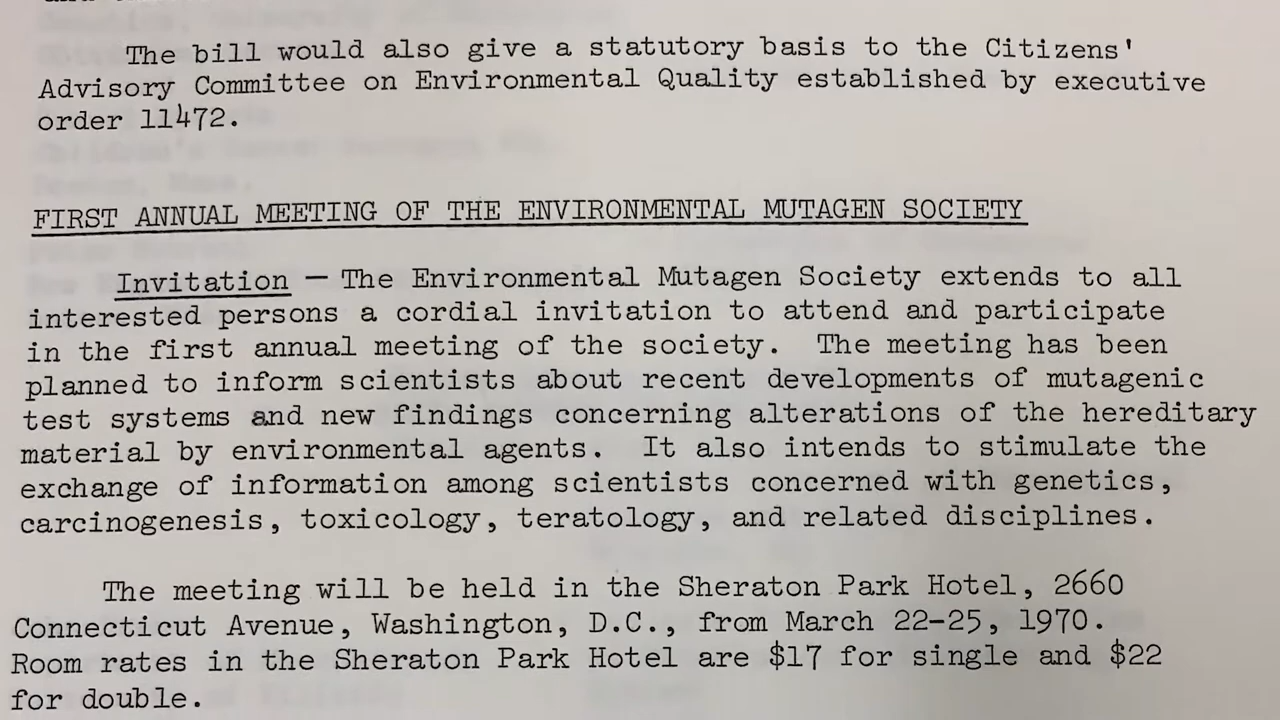 The bill would also give a statutory basis to the Citizens'
Advisory Committee on Environmental Quality established by executive
order 11472.
FIRST ANNUAL MEETING OF THE ENVIRONMENTAL MUTAGEN SOCIETY
Invitation — The Environmental Mutagen Society extends to all
interested persons a cordial invitation to attend and participate
in the first annual meeting of the society. The meeting has been
planned to inform scientists about recent developments of mutagenic
test systems and new findings concerning alterations of the hereditary
material by environmental agents. It also intends to stimulate the
exchange of information among scientists concerned with genetics,
carcinogenesis, toxicology, teratology, and related disciplines.
The meeting will be held in the Sheraton Park Hotel, 2660
Connecticut Avenue, Washington, D.C., from March 22-25, 1970.
Room rates in the Sheraton Park Hotel are $17 for single and $22
for double.